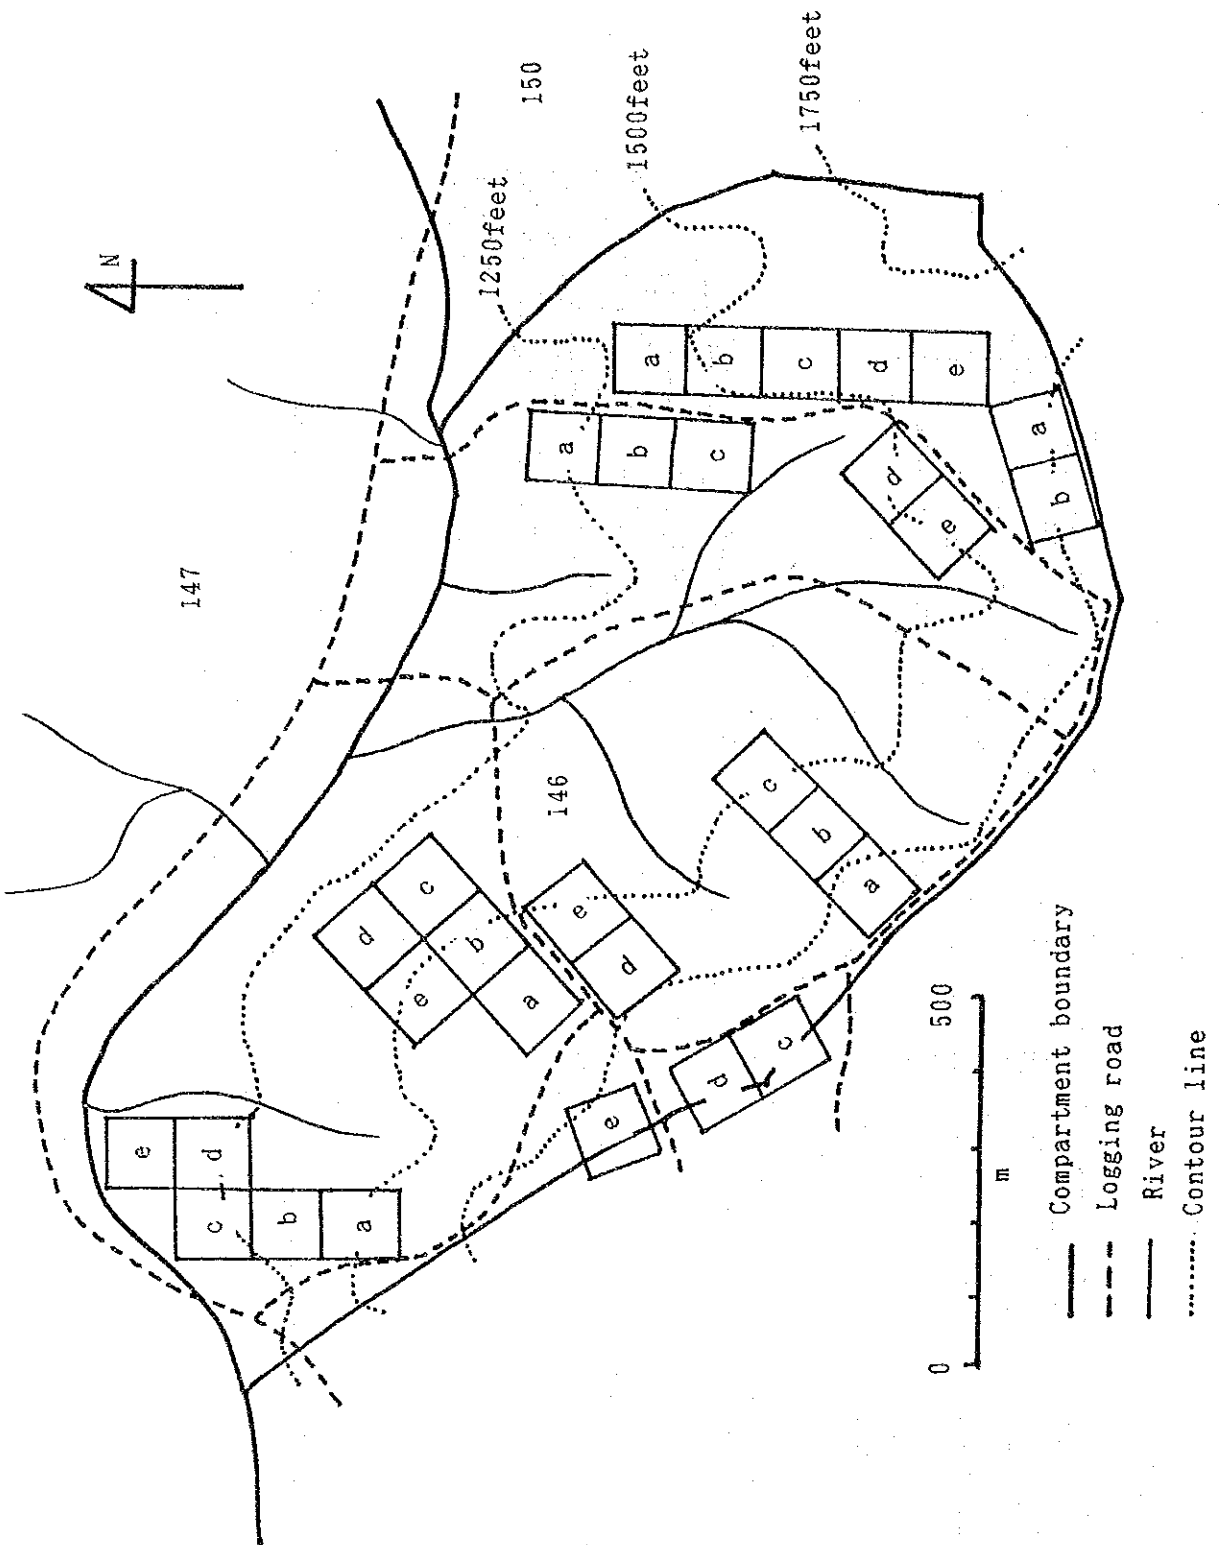 N
e
147
c d
b
a
d
e c
b
1250feet
a
150
146
a
e
e
d
b
1500feet
a
d
c
b
c
c
c
1750feet
b
a
d
d
0 500
e
e
m
a
b
Compartment boundary
Logging road
River
Contour line